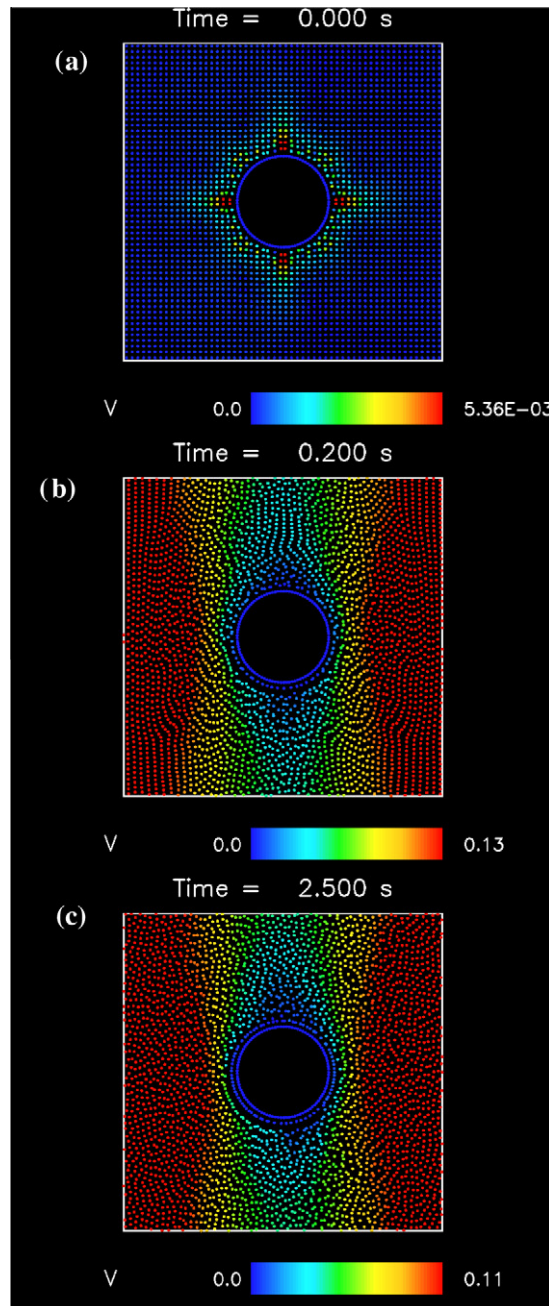 Time = 0.000 s
(a)
V 0.0 5.36E-03
Time = 0.200 s
(b)
V 0.0 0.13
Time = 2.500 s
(c)
V 0.0 0.11